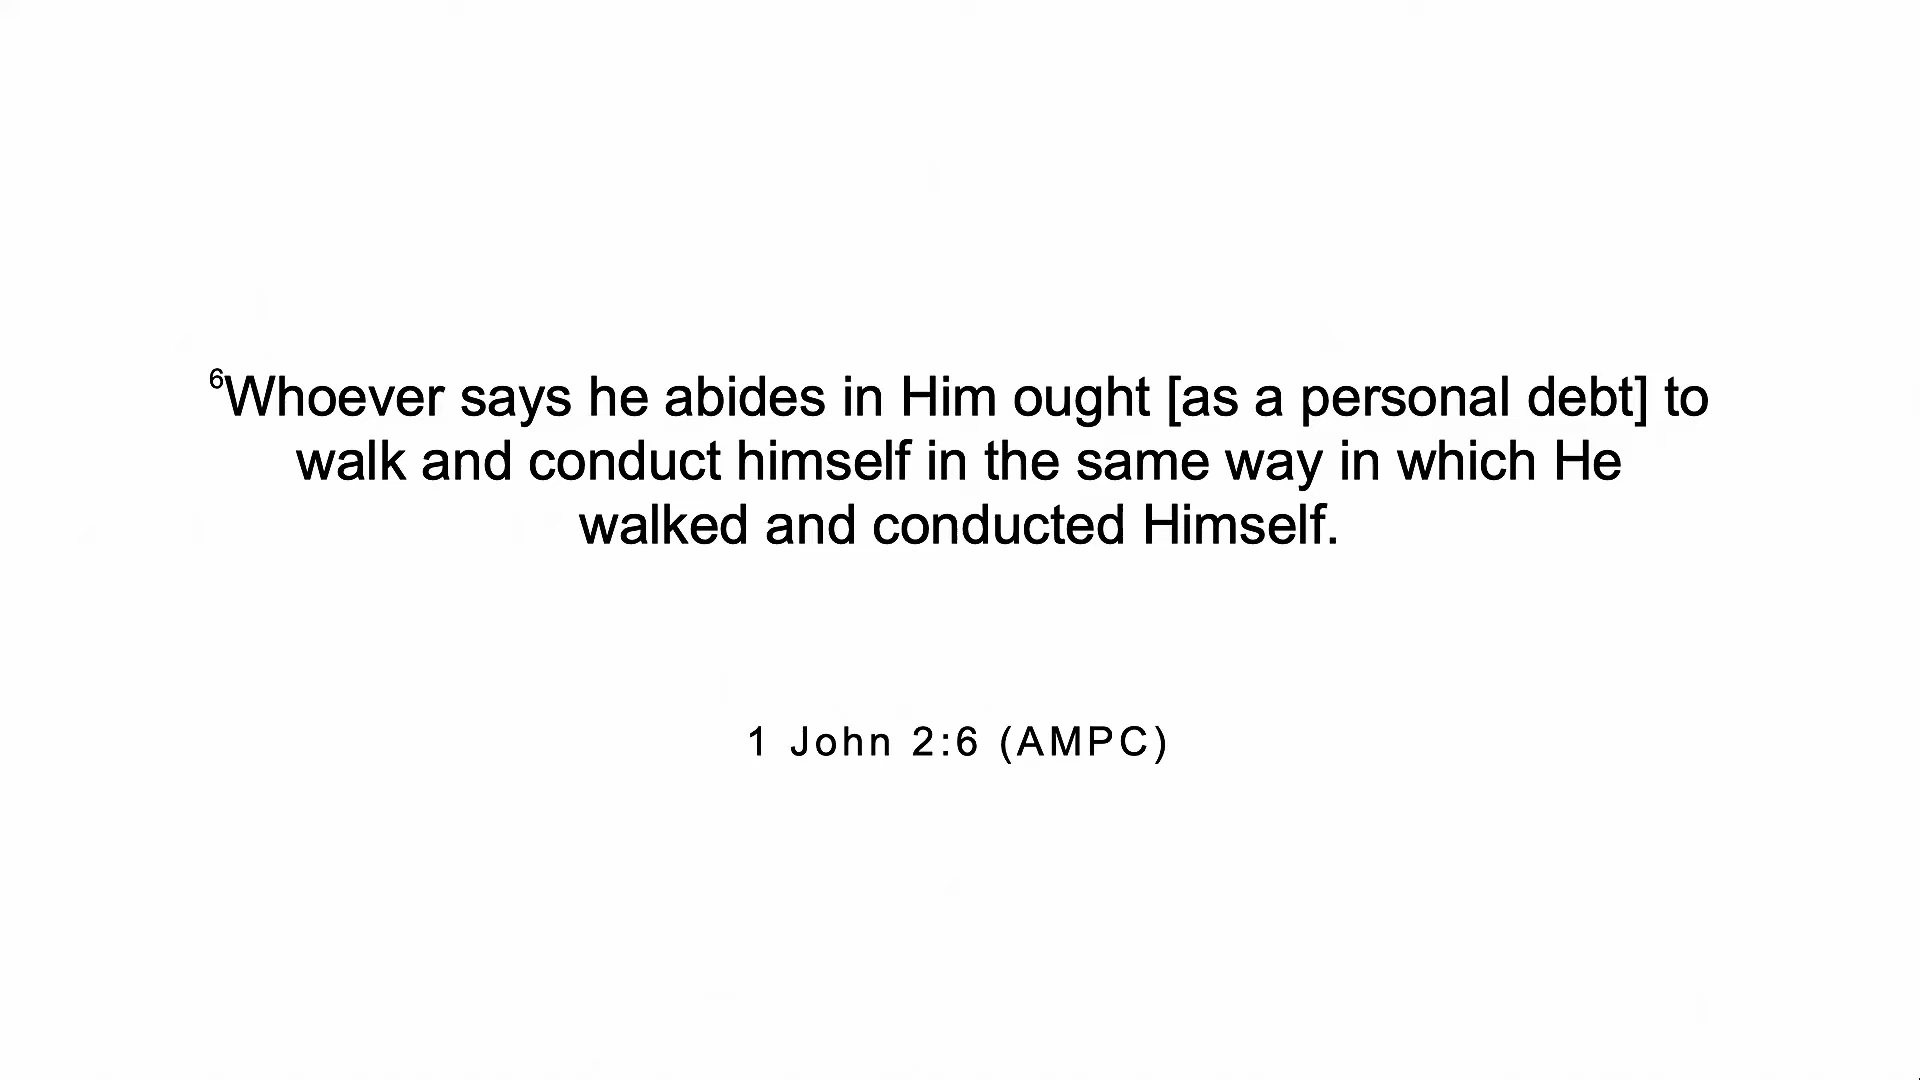 ⁶Whoever says he abides in Him ought [as a personal debt] to
walk and conduct himself in the same way in which He
walked and conducted Himself.
1 John 2:6 (AMPC)